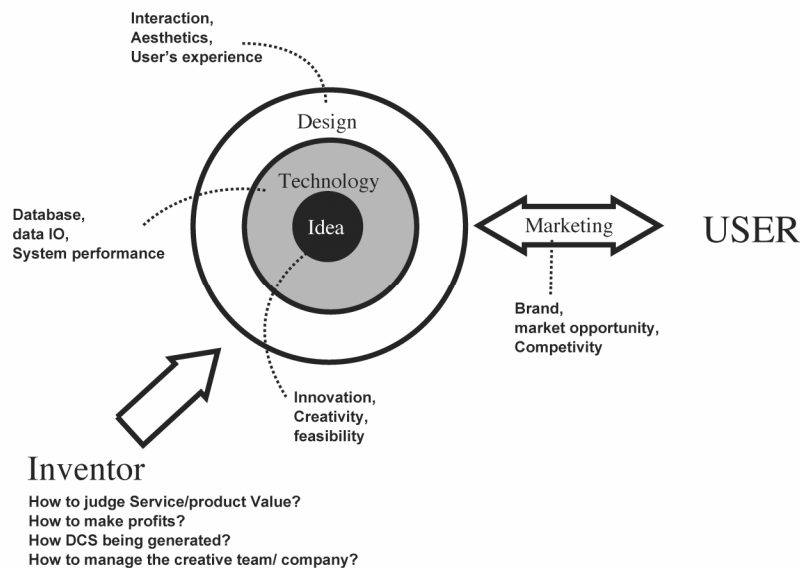 Interaction,
Aesthetics,
User's experience
Design
Technology
Idea
Database,
data IO,
System performance
Marketing
USER
Brand,
market opportunity,
Competivity
Innovation,
Creativity,
feasibility
Inventor
How to judge Service/product Value?
How to make profits?
How DCS being generated?
How to manage the creative team/ company?